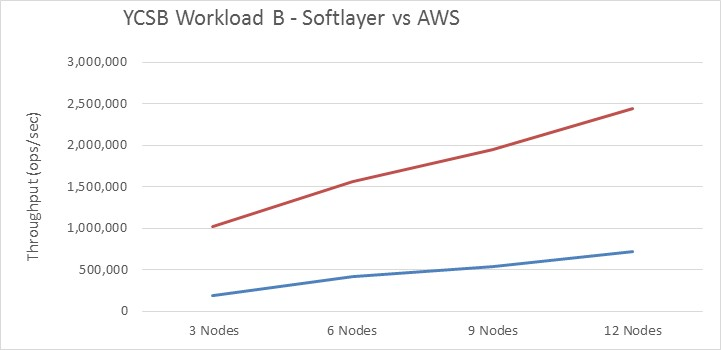 YCSB Workload B - Softlayer vs AWS
Throughput (ops/sec)
3,000,000
2,500,000
2,000,000
1,500,000
1,000,000
500,000
0
3 Nodes
6 Nodes
9 Nodes
12 Nodes